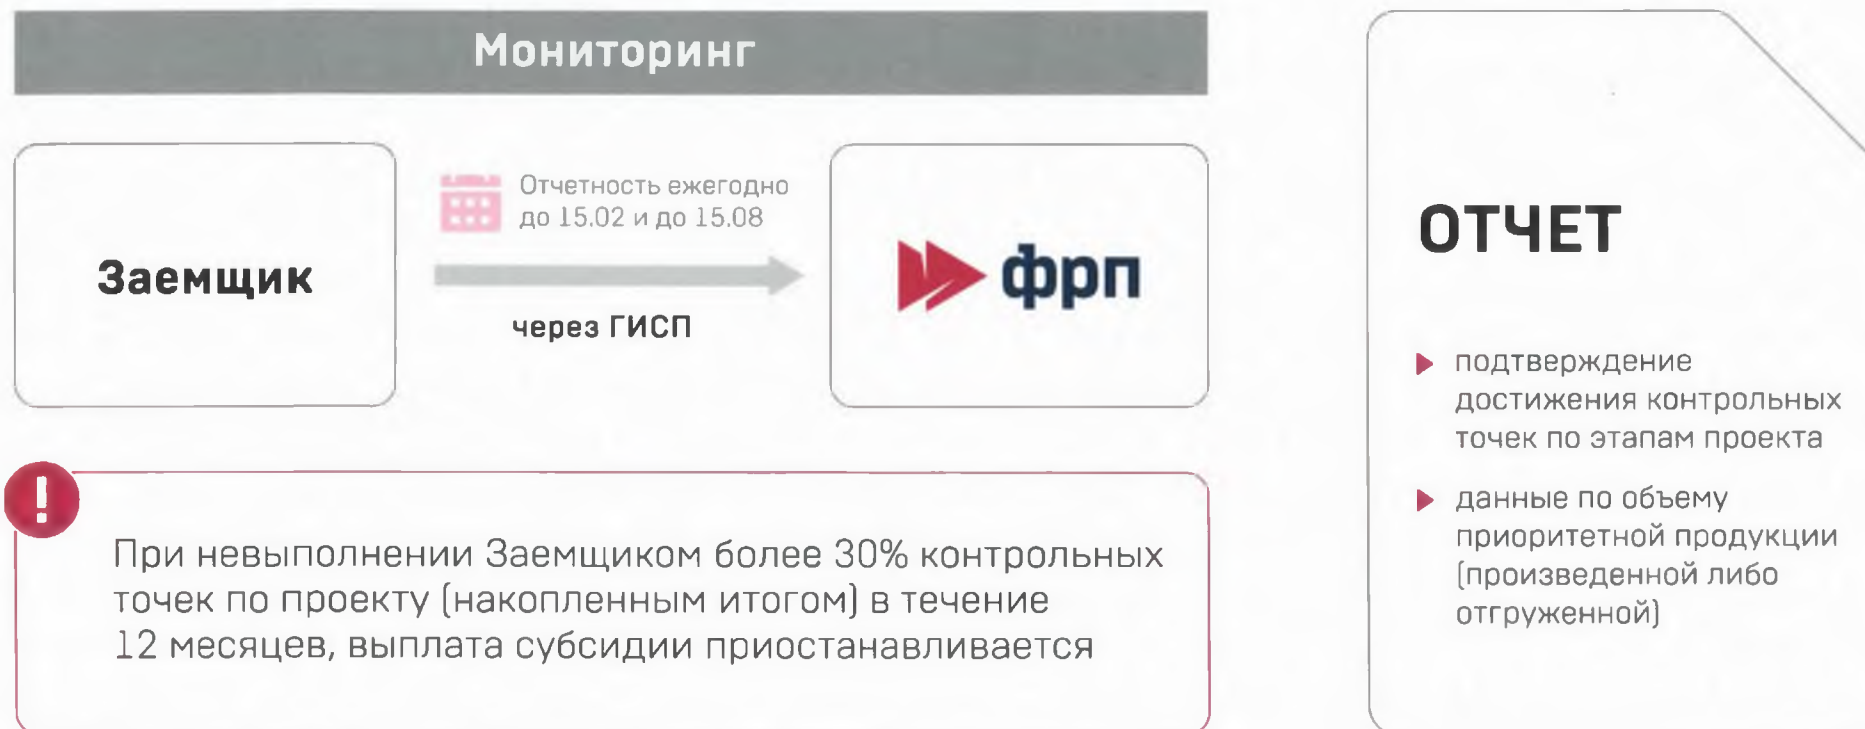 Мониторинг
Заемщик
Отчетность ежегодно
до 15.02 и до 15.08
через ГИСП
фрп
!
При невыполнении Заемщиком более 30% контрольных
точек по проекту (накопленным итогом) в течение
12 месяцев, выплата субсидии приостанавливается
ОТЧЕТ
подтверждение
достижения контрольных
точек по этапам проекта
данные по объему
приоритетной продукции
(произведенной либо
отгруженной)